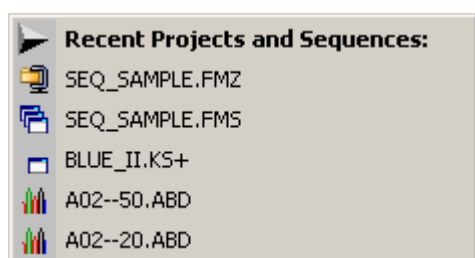 Recent Projects and Sequences:
SEQ_SAMPLE.FMZ
SEQ_SAMPLE.FMS
BLUE_II.KS+
A02--50.ABD
A02--20.ABD